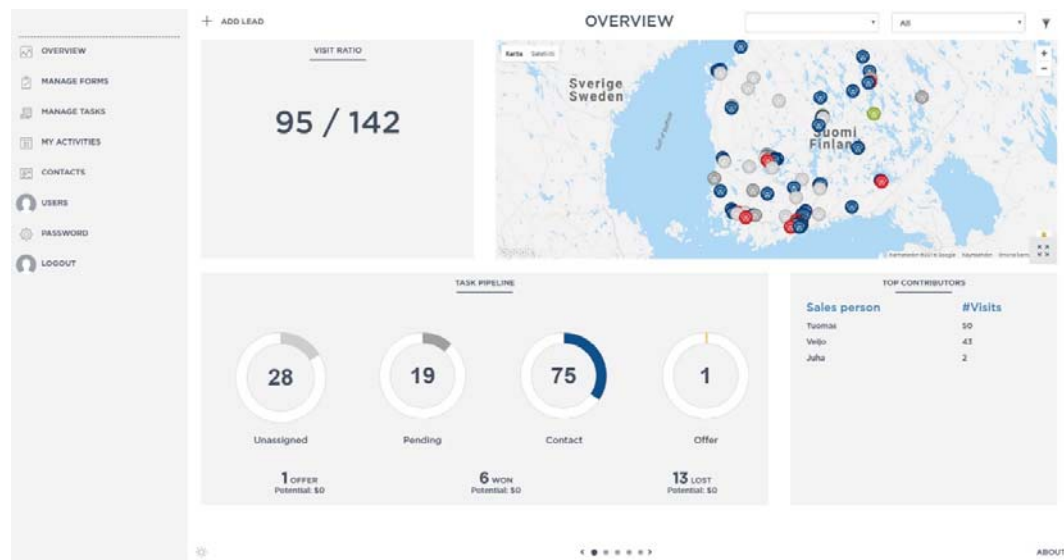 ADD LEAD
OVERVIEW
All
OVERVIEW
MANAGE FORMS
MANAGE TASKS
MY ACTIVITIES
CONTACTS
USERS
PASSWORD
LOGOUT
VISIT RATIO
95 / 142
Kartta Satelliitti
Sverige
Sweden
Suomi
Finland
TASK PIPELINE
28
19
75
1
Unassigned
Pending
Contact
Offer
1 OFFER
Potential: $0
6 WON
Potential: $0
13 LOST
Potential: $0
TOP CONTRIBUTORS
Sales person #Visits
Tuomas 50
Veijo 43
Juha 2
ABOUT